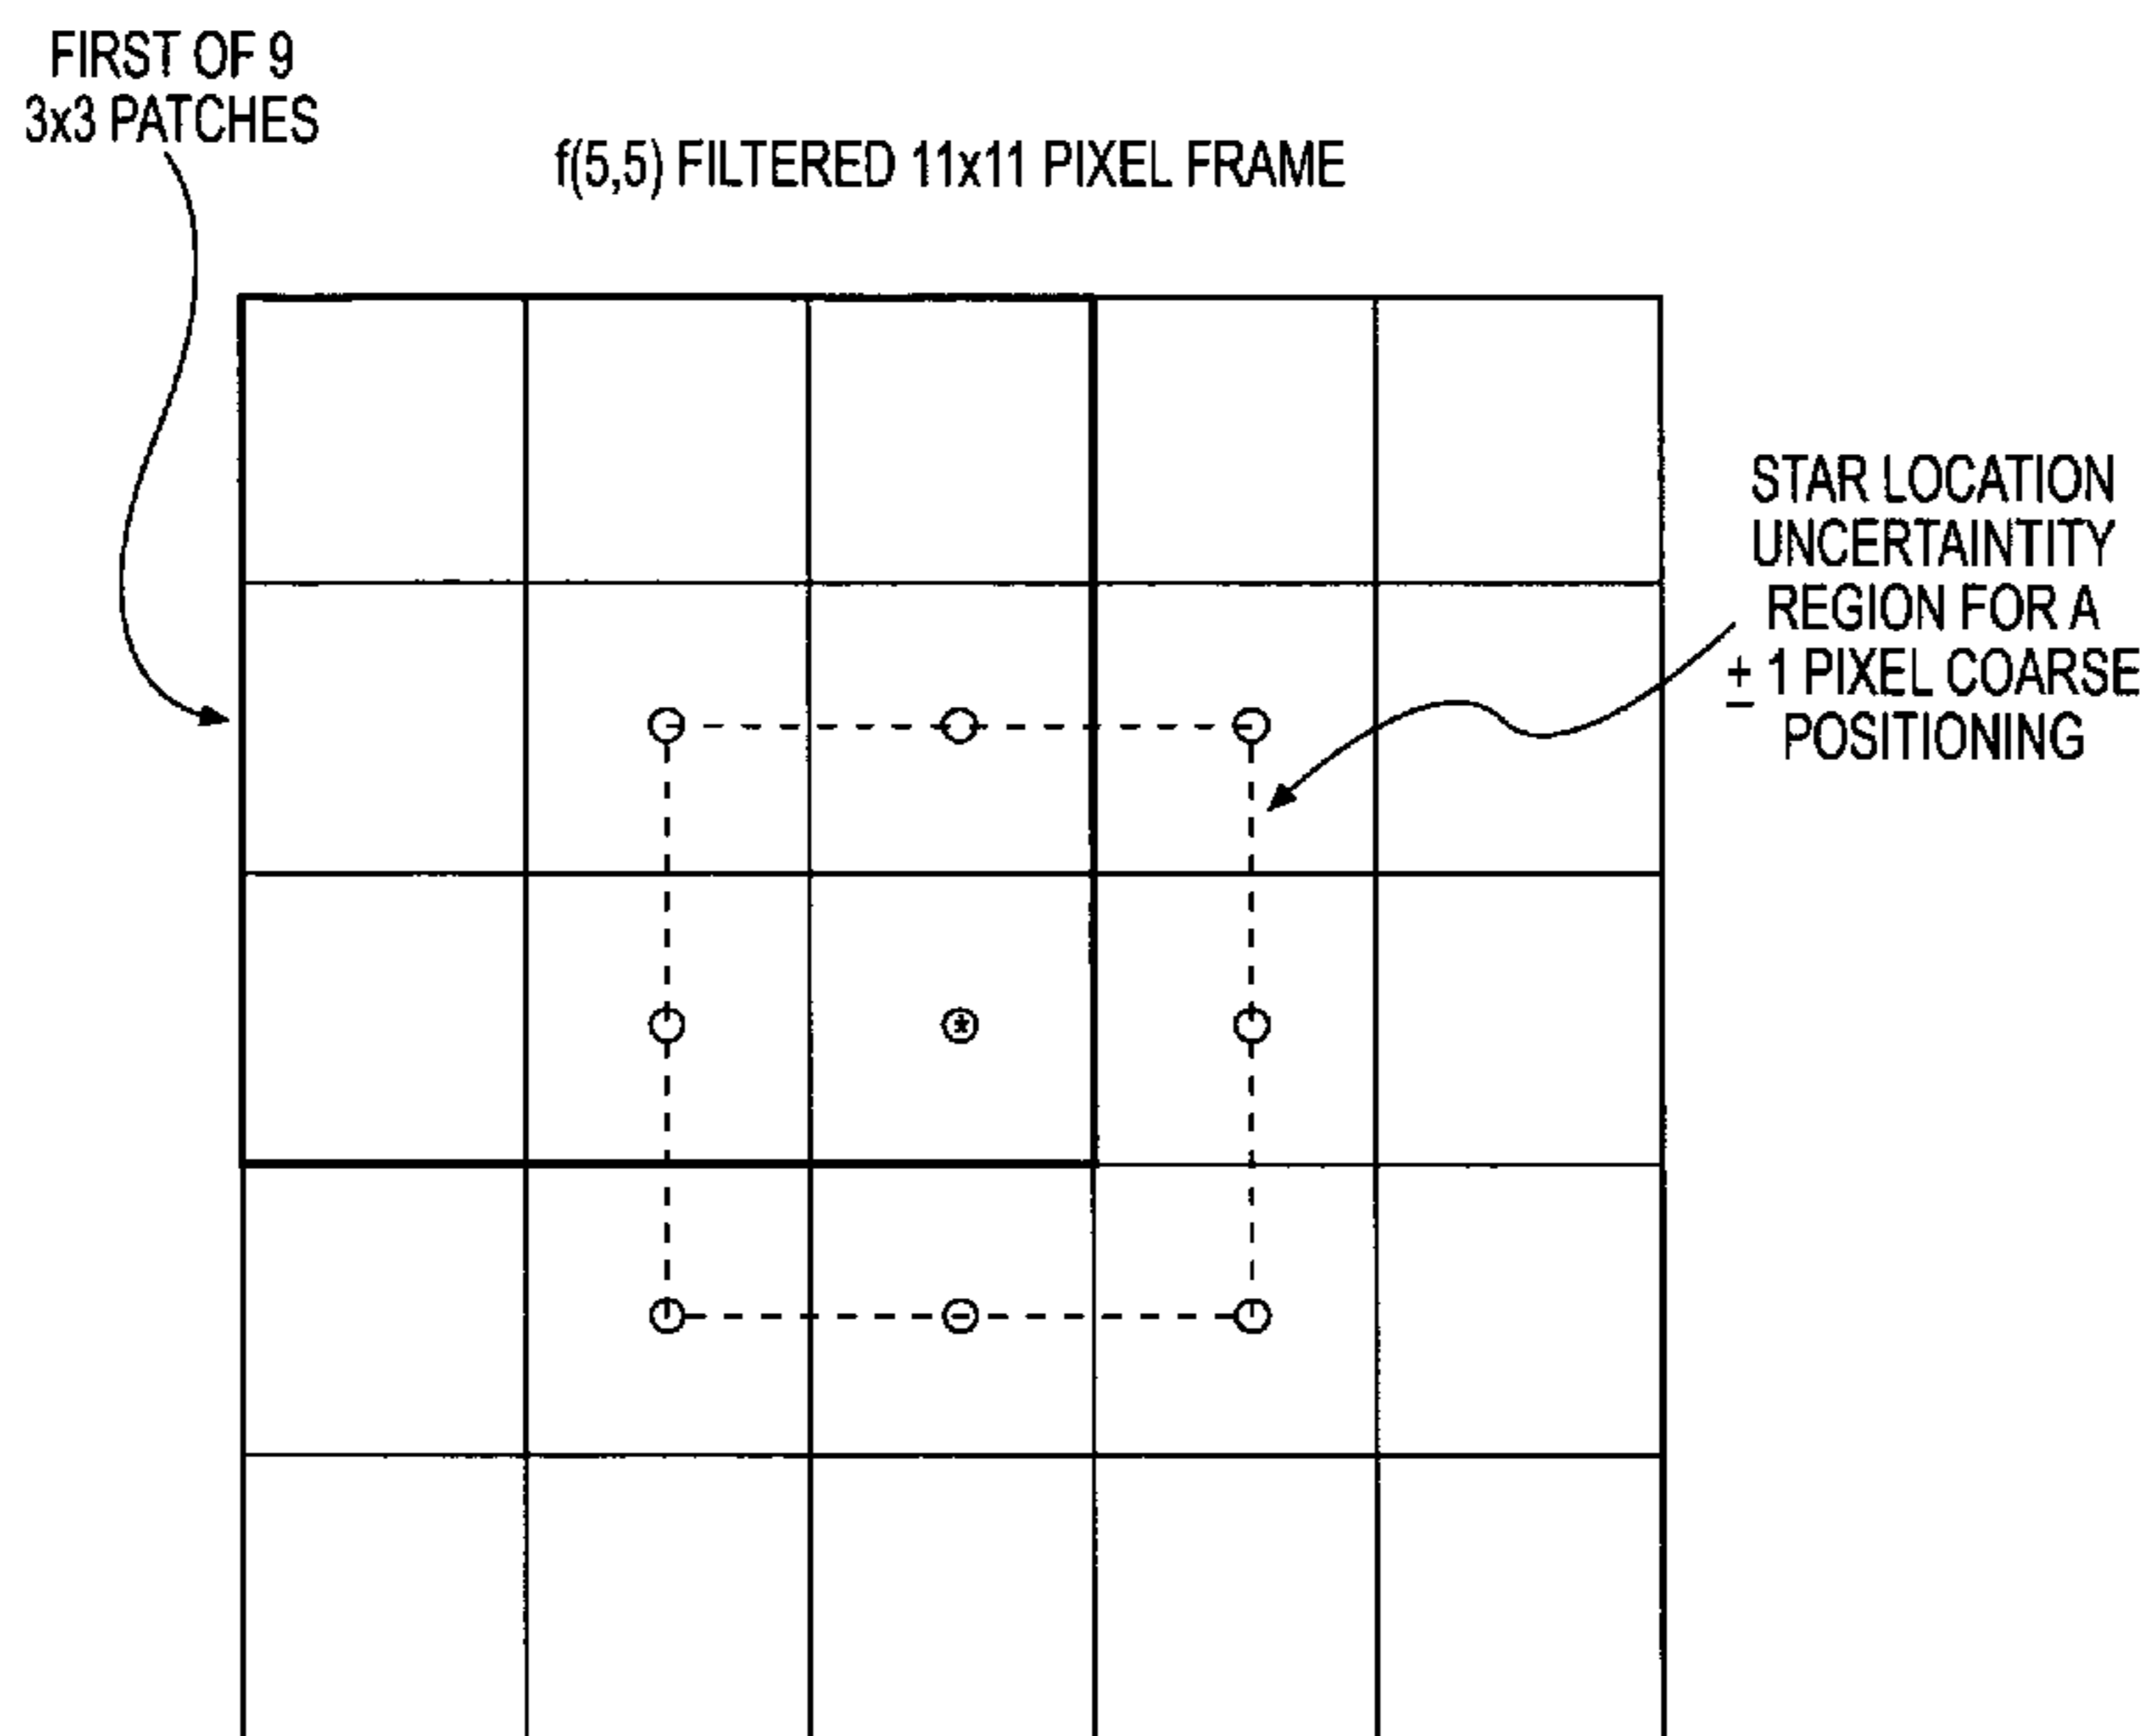 FIRST OF 9
3x3 PATCHES
f(5,5) FILTERED 11x11 PIXEL FRAME
STAR LOCATION
UNCERTAINTITY
REGION FOR A
± 1 PIXEL COARSE
POSITIONING
*